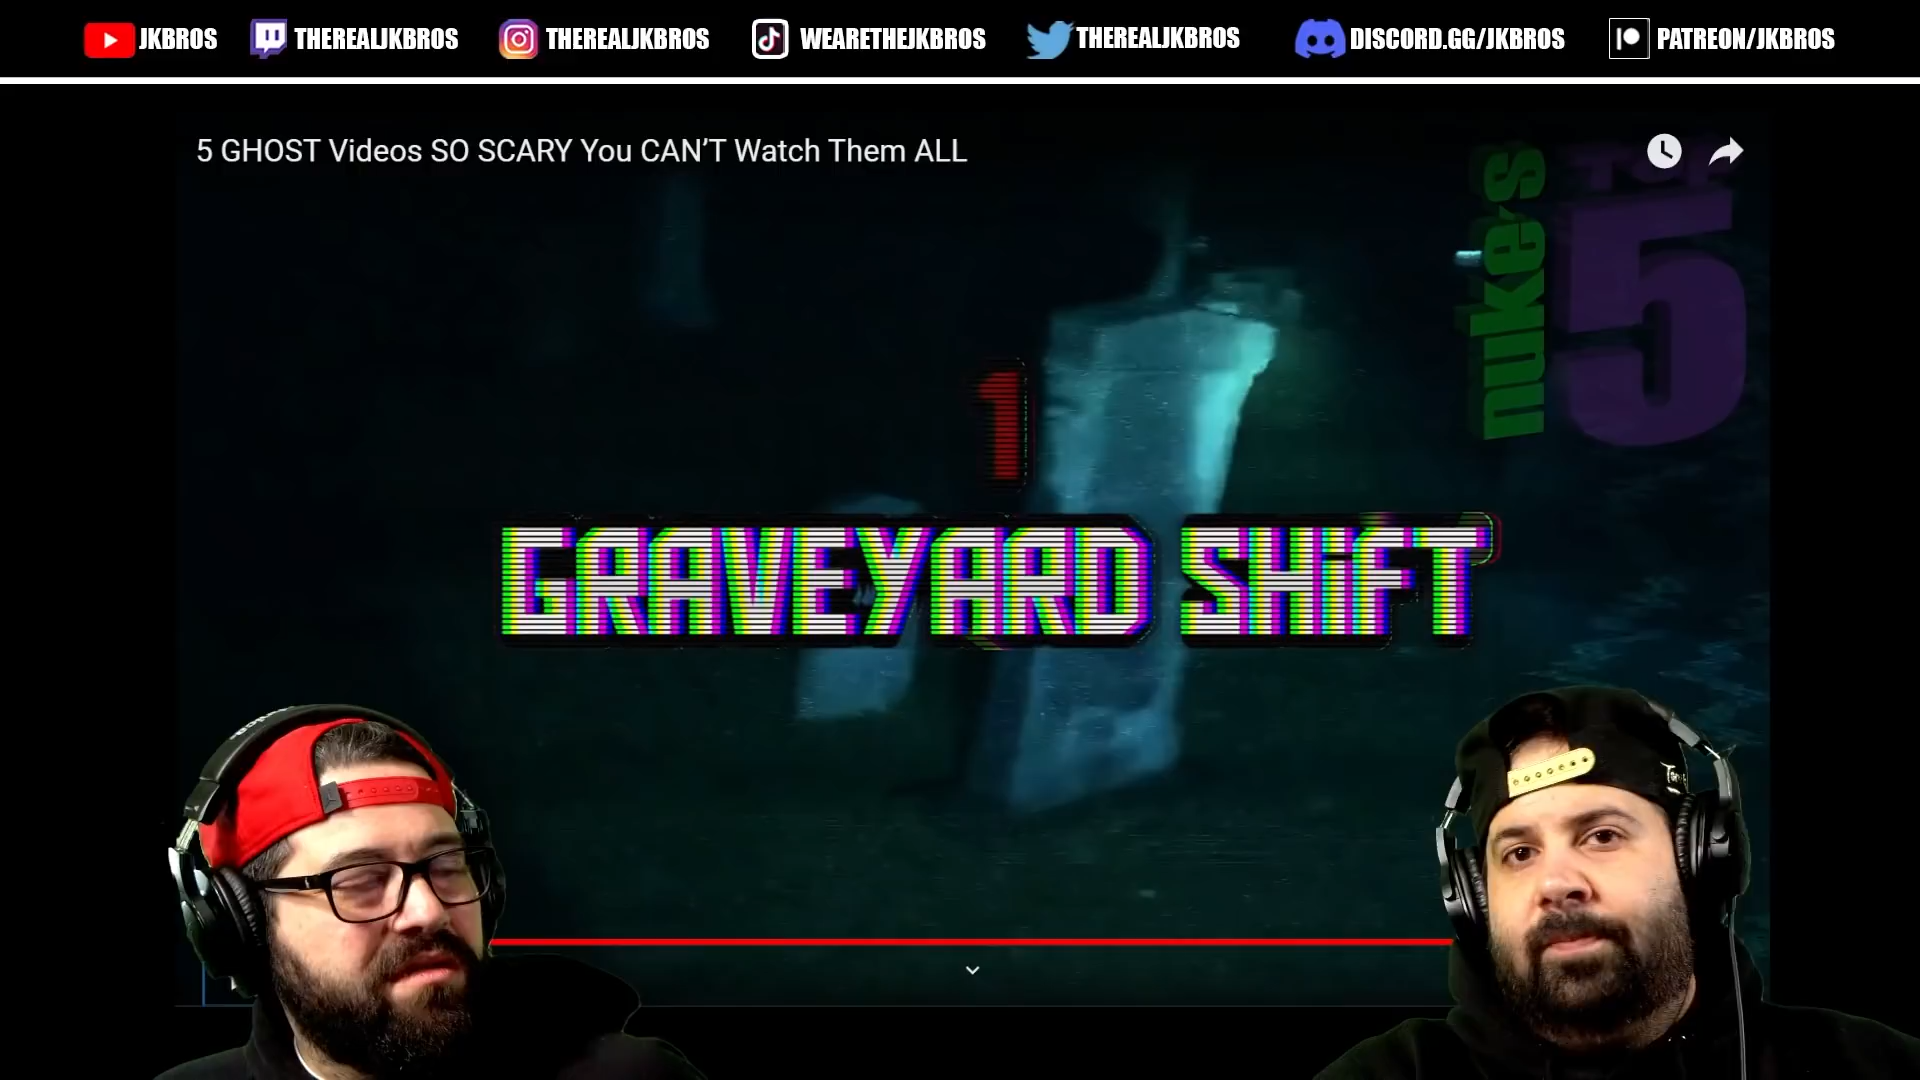 JKBROS
THEREALJKBROS
THEREALJKBROS
WEARETHEJKBROS
THEREALJKBROS
DISCORD.GG/JKBROS
PATREON/JKBROS
5 GHOST Videos SO SCARY You CAN’T Watch Them ALL
nuke's
TOP
5
1
GRAVEYARD SHiFT